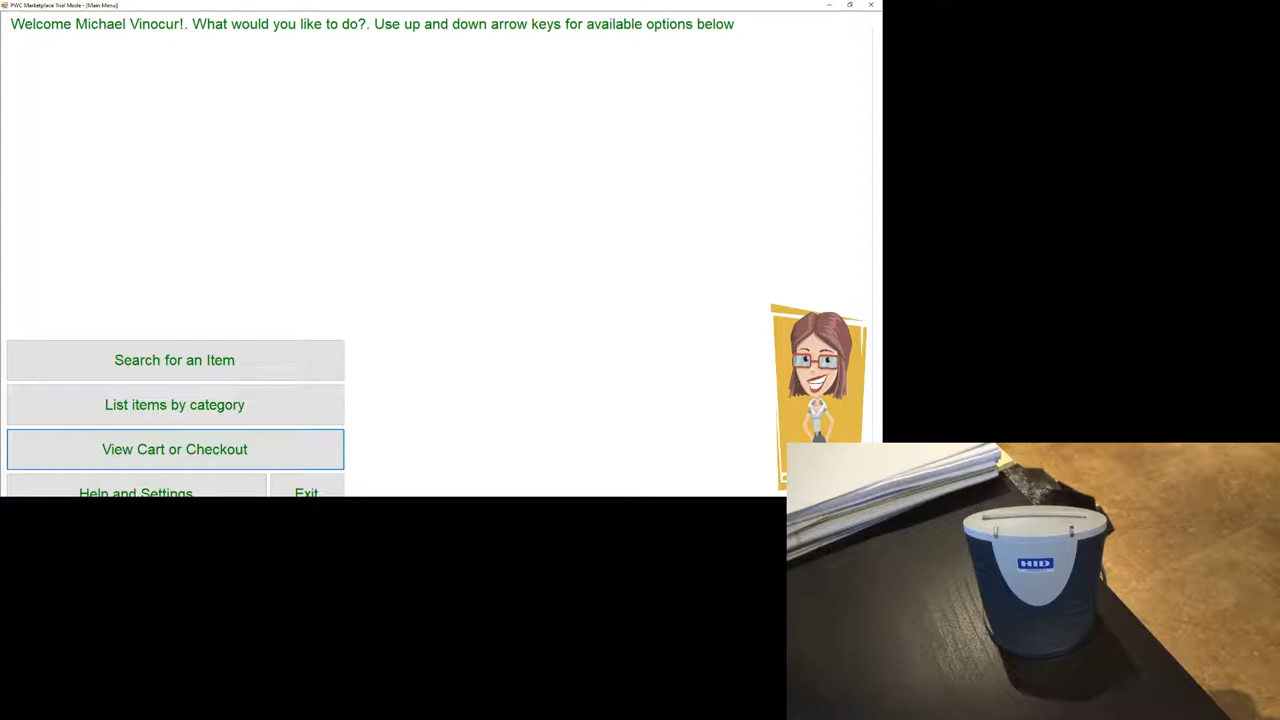 PWC Marketplace Trial Mode - [Main Menu]
Welcome Michael Vinocur!. What would you like to do?. Use up and down arrow keys for available options below
Search for an Item
List items by category
View Cart or Checkout
Help and Settings
Exit
HID